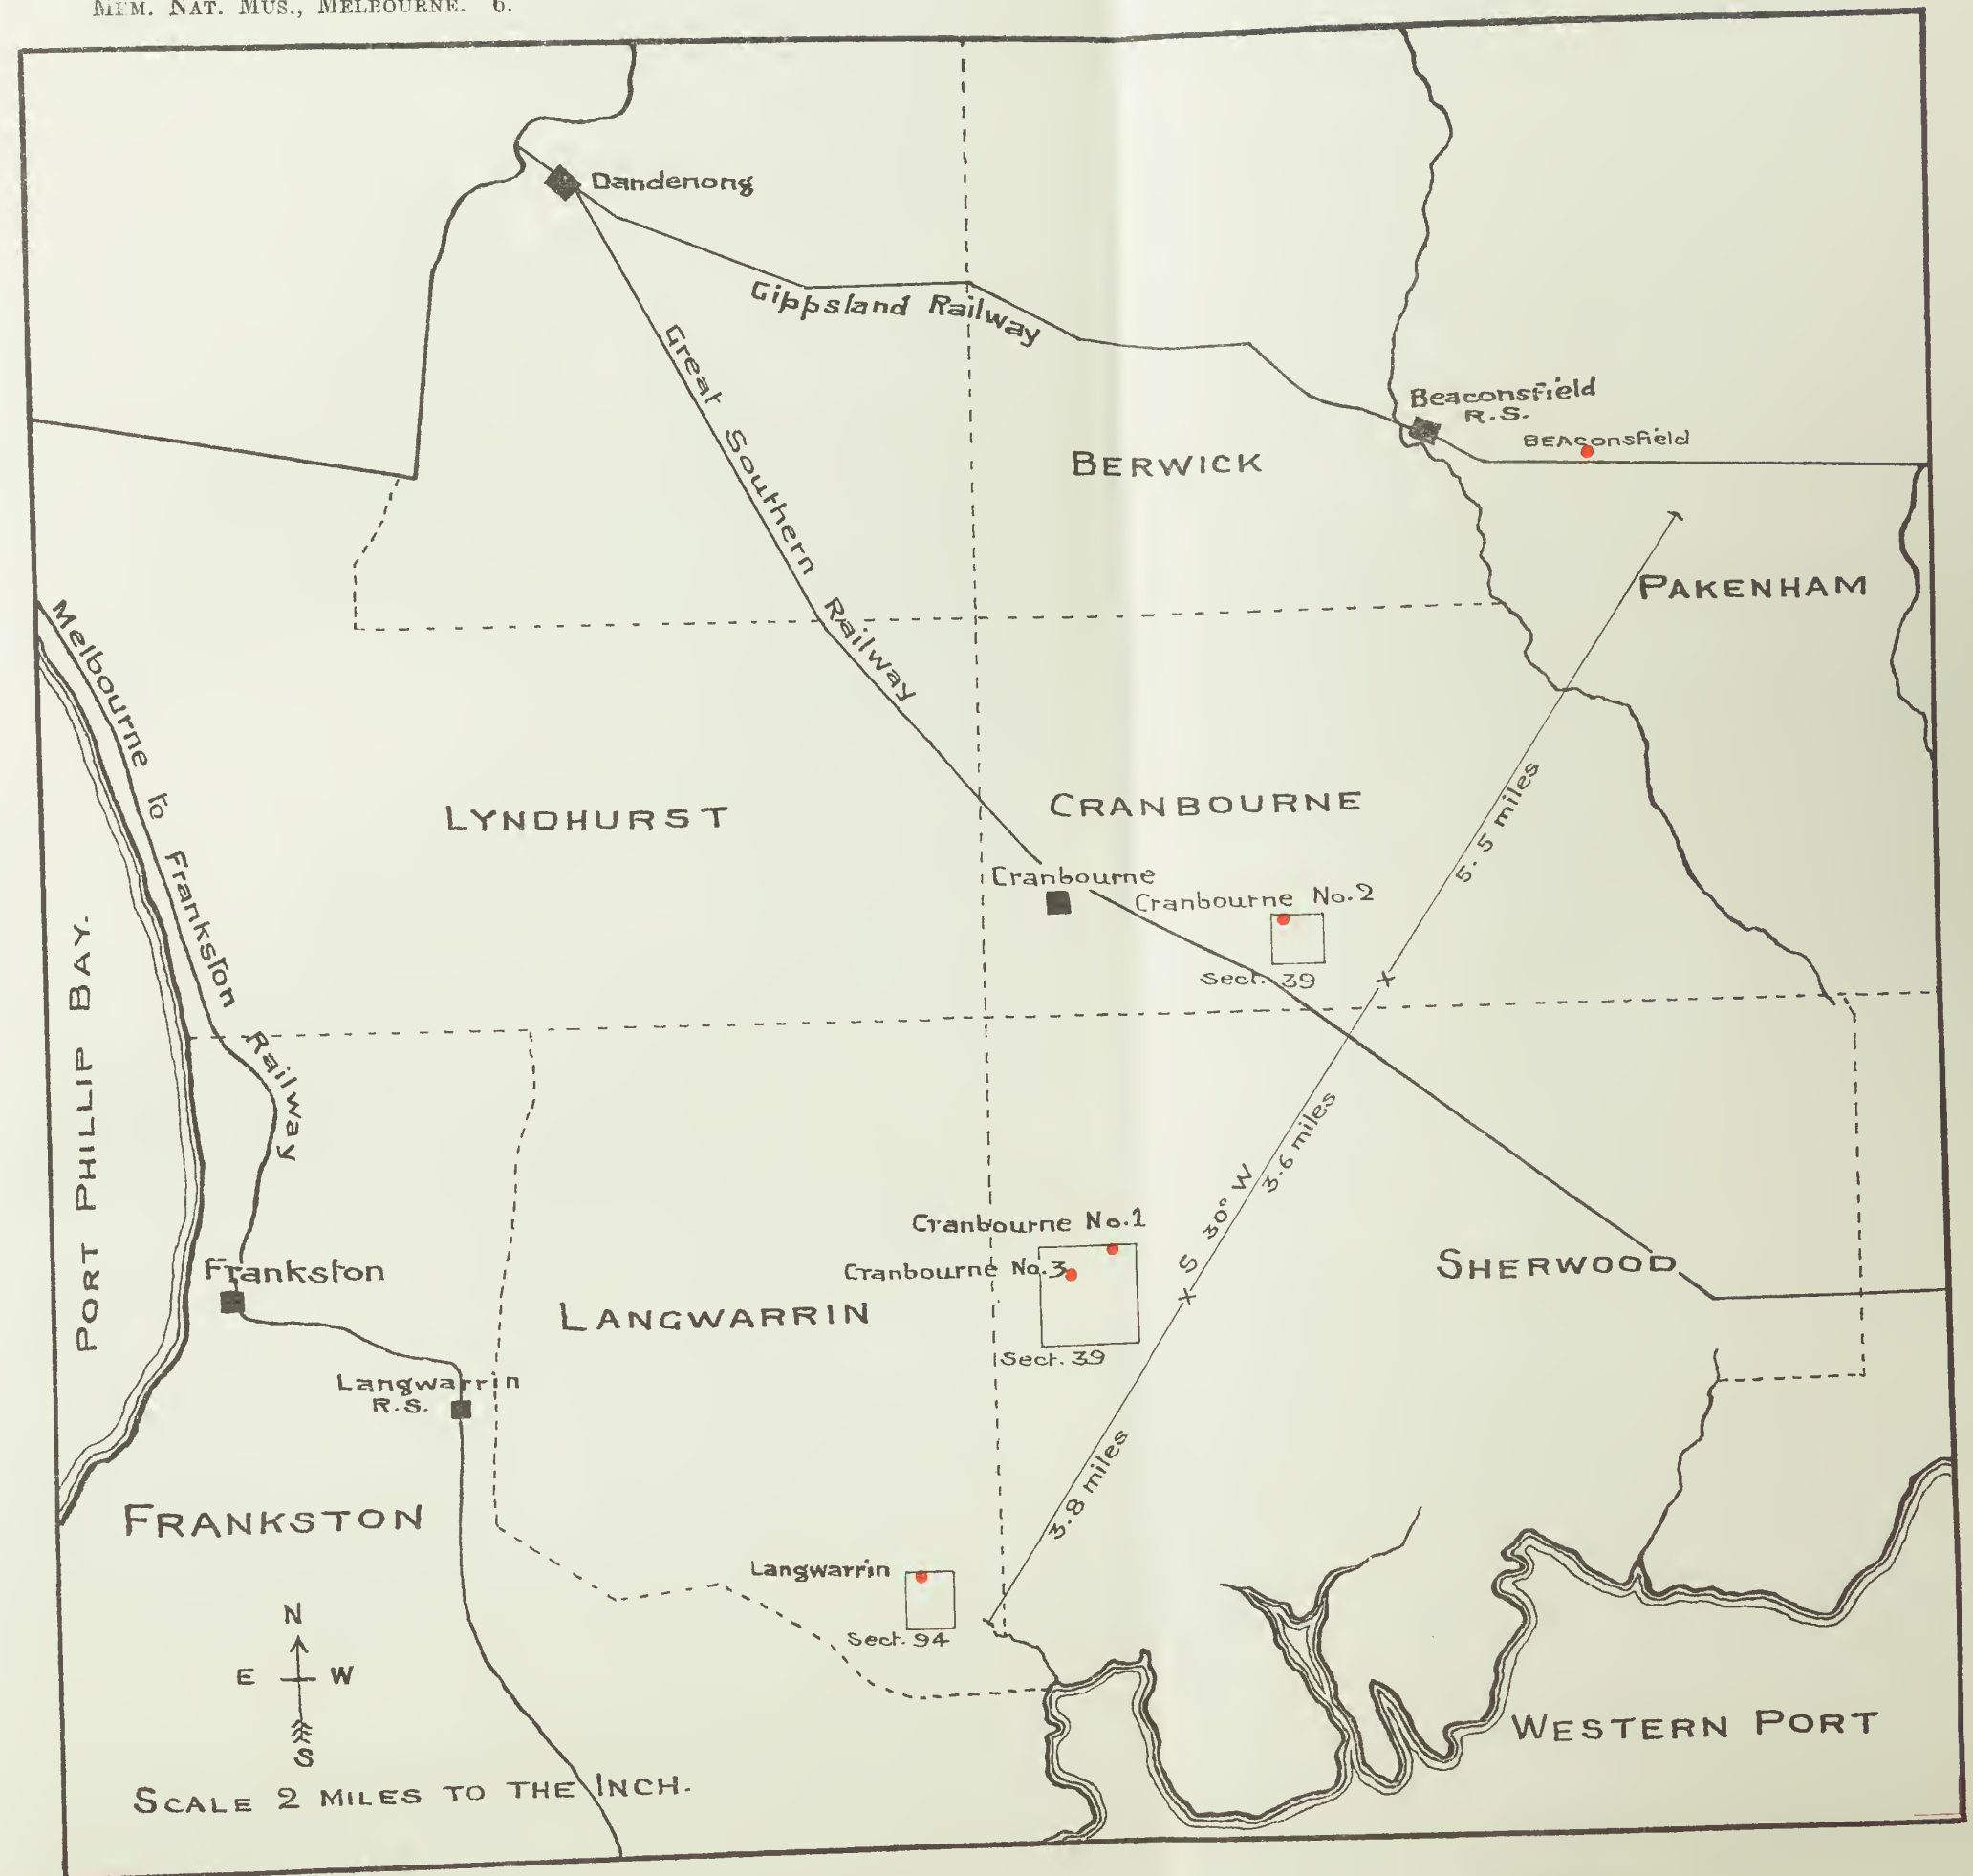 MEM. NAT. MUS., MELBOURNE. 6.
Dandenong
Gippsland Railway
Great Southern Railway
Beaconsfield
R.S.
BEAconsfield
BERWICK
PAKENHAM
Melbourne to Frankston Railway
LYNDHURST
CRANBOURNE
5.5 miles
Cranbourne
Cranbourne No.2
Sect. 39
PORT PHILLIP BAY.
S 30° W
3.6 miles
Cranbourne No.1
Cranbourne No.3
Sect. 39
SHERWOOD
Frankston
LANGWARRIN
Langwarrin
R.S.
3.8 miles
FRANKSTON
Langwarrin
Sect. 94
N
E W
S
WESTERN PORT
SCALE 2 MILES TO THE INCH.